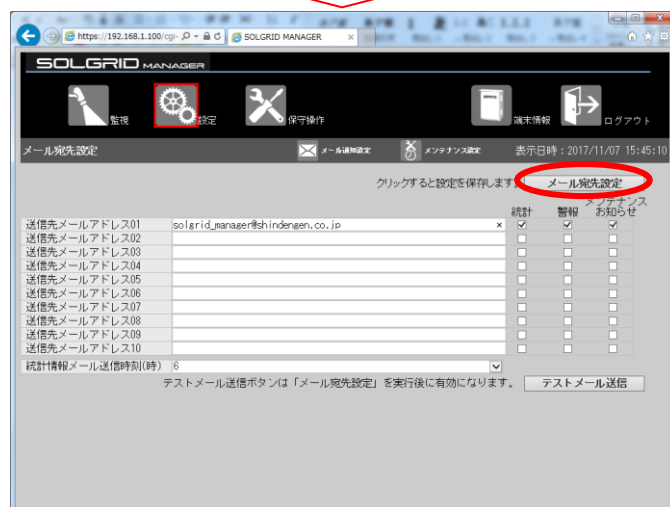 https://192.168.1.100/cgi-
SOLGRID MANAGER
SOLGRID MANAGER
監視
設定
保守操作
端末情報
ログアウト
メール宛先設定
メール通知設定
メンテナンス設定
表示日時：2017/11/07 15:45:10
クリックすると設定を保存します。
メール宛先設定
統計
警報
メンテナンス
お知らせ
送信先メールアドレス01 solgrid_manager@shindengen.co.jp
送信先メールアドレス02
送信先メールアドレス03
送信先メールアドレス04
送信先メールアドレス05
送信先メールアドレス06
送信先メールアドレス07
送信先メールアドレス08
送信先メールアドレス09
送信先メールアドレス10
統計情報メール送信時刻(時) 6
テストメール送信ボタンは「メール宛先設定」を実行後に有効になります。 テストメール送信